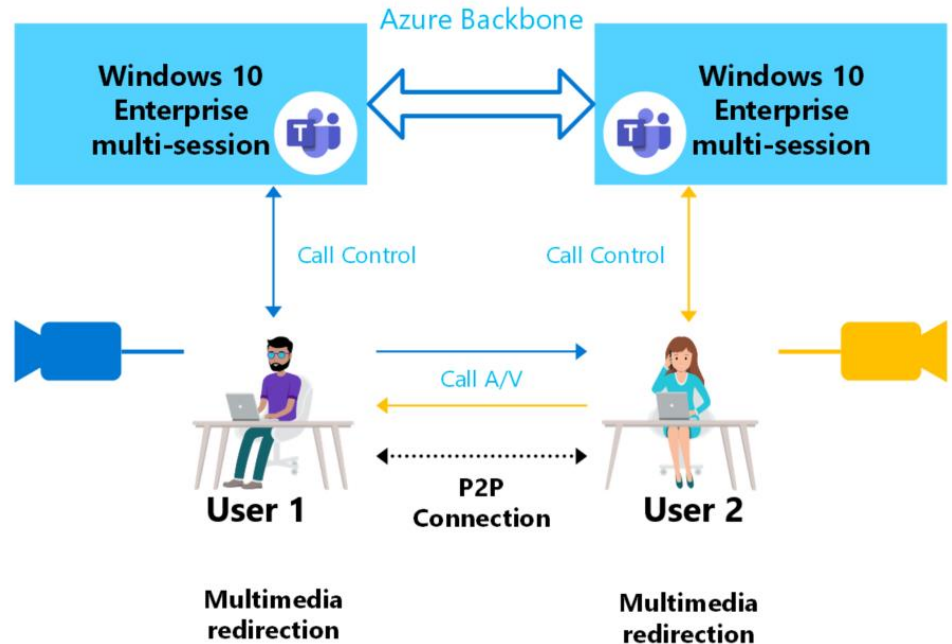 Azure Backbone
Windows 10
Enterprise
multi-session
T
Windows 10
Enterprise
multi-session
T
Call Control
Call Control
Call A/V
P2P
Connection
User 1
User 2
Multimedia
redirection
Multimedia
redirection